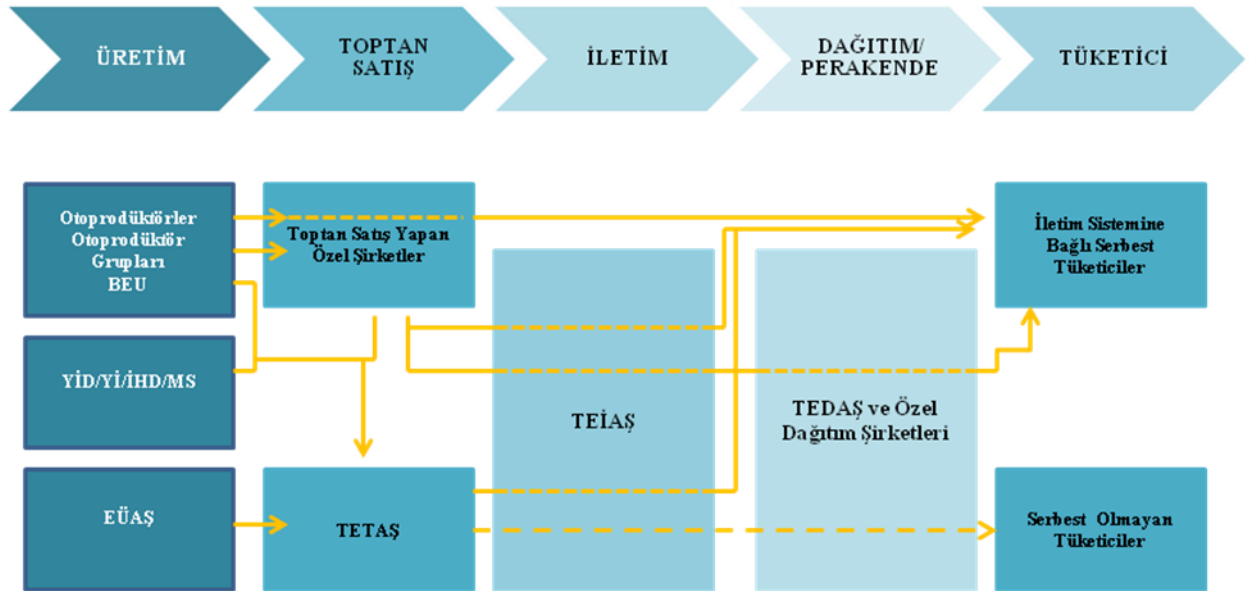 ÜRETİM
TOPTAN
SATIŞ
İLETİM
DAĞITIM/
PERAKENDE
TÜKETİCİ
Otoprodüktörler
Otoprodüktör
Grupları
BEU
Toptan Satış Yapan
Özel Şirketler
İletim Sistemine
Bağlı Serbest
Tüketiciler
YİD/Yİ/İHD/MS
TEİAŞ
TEDAŞ ve Özel
Dağıtım Şirketleri
EÜAŞ
TETAŞ
Serbest Olmayan
Tüketiciler